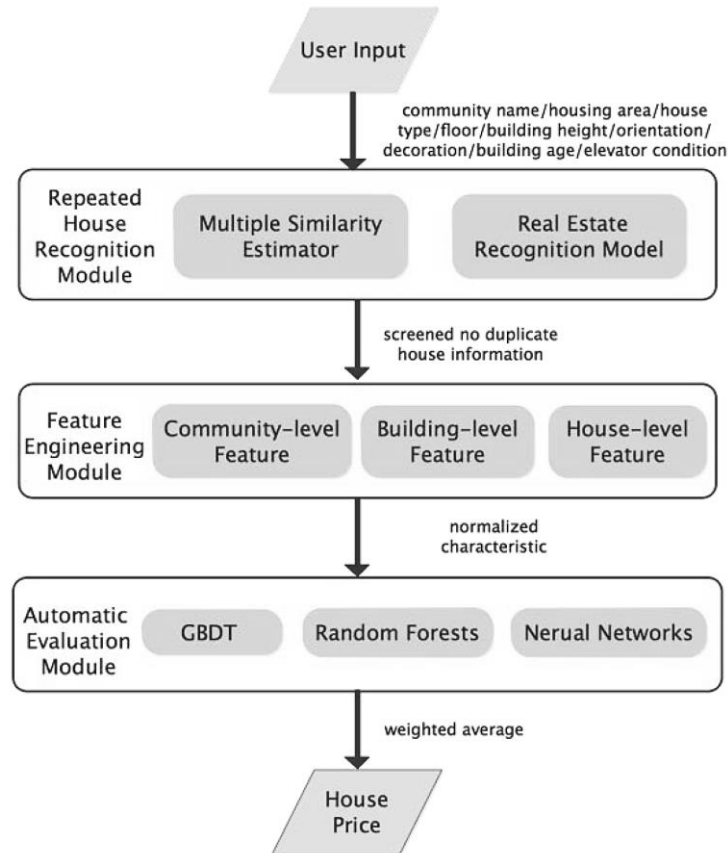 User Input
community name/housing area/house
type/floor/building height/orientation/
decoration/building age/elevator condition
Repeated
House
Recognition
Module
Multiple Similarity
Estimator
Real Estate
Recognition Model
screened no duplicate
house information
Feature
Engineering
Module
Community-level
Feature
Building-level
Feature
House-level
Feature
normalized
characteristic
Automatic
Evaluation
Module
GBDT
Random Forests
Nerual Networks
weighted average
House
Price